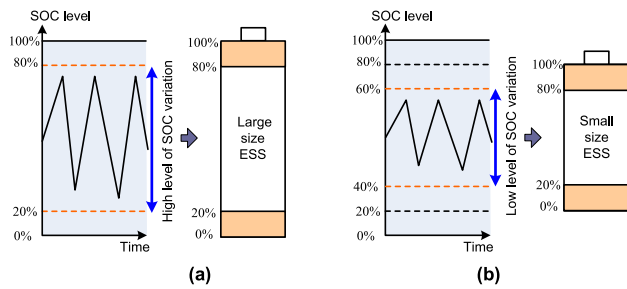 SOC level
100%
80%
20%
0%
Time
High level of SOC variation
100%
80%
Large
size
ESS
20%
0%
(a)
SOC level
100%
80%
60%
40%
20%
0%
Time
Low level of SOC variation
100%
80%
Small
size
ESS
20%
0%
(b)